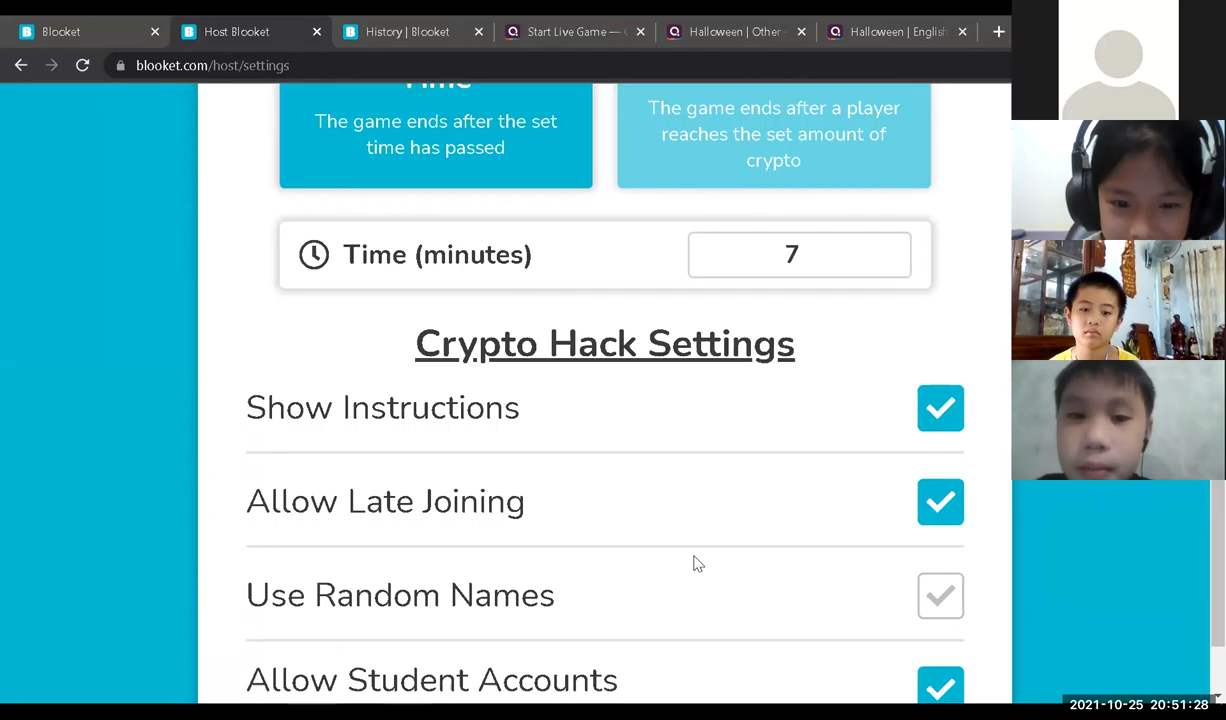 Blooket
Host Blooket
History | Blooket
Start Live Game —
Halloween | Other -
Halloween | English
blooket.com/host/settings
Time
The game ends after the set
time has passed
The game ends after a player
reaches the set amount of
crypto
Time (minutes)
7
Crypto Hack Settings
Show Instructions
Allow Late Joining
Use Random Names
Allow Student Accounts
2021-10-25 20:51:28